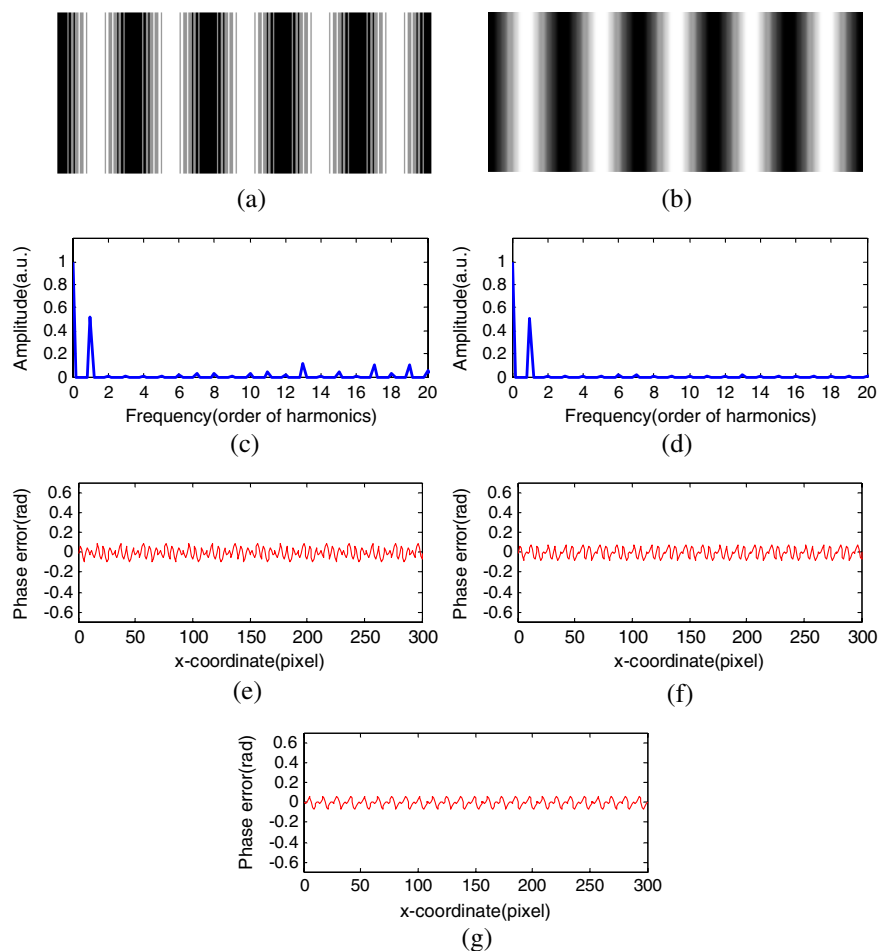 (a)
(b)
Amplitude(a.u.)
1
0.8
0.6
0.4
0.2
0
0 2 4 6 8 10 12 14 16 18 20
Frequency(order of harmonics)
(c)
Amplitude(a.u.)
1
0.8
0.6
0.4
0.2
0
0 2 4 6 8 10 12 14 16 18 20
Frequency(order of harmonics)
(d)
Phase error(rad)
0.6
0.4
0.2
0
-0.2
-0.4
-0.6
0 50 100 150 200 250 300
x-coordinate(pixel)
(e)
Phase error(rad)
0.6
0.4
0.2
0
-0.2
-0.4
-0.6
0 50 100 150 200 250 300
x-coordinate(pixel)
(f)
Phase error(rad)
0.6
0.4
0.2
0
-0.2
-0.4
-0.6
0 50 100 150 200 250 300
x-coordinate(pixel)
(g)